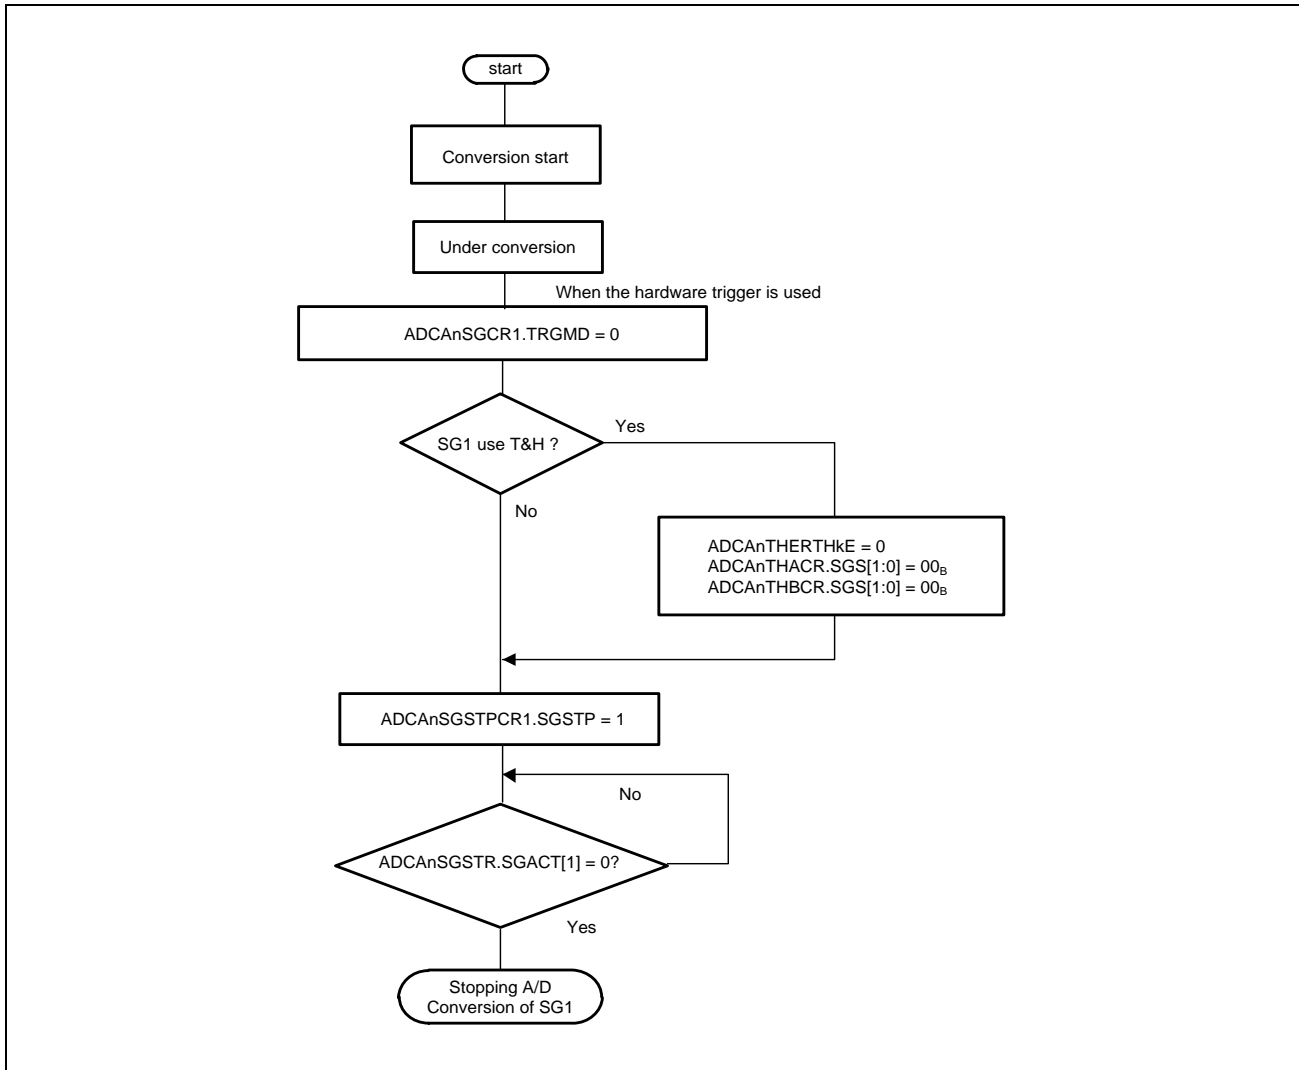 start
Conversion start
Under conversion
When the hardware trigger is used
ADCAnSGCR1.TRGMD = 0
SG1 use T&H ?
Yes
No
ADCAnTHERTHkE = 0
ADCAnTHACR.SGS[1:0] = 00B
ADCAnTHBCR.SGS[1:0] = 00B
ADCAnSGSTPCR1.SGSTP = 1
No
ADCAnSGSTR.SGACT[1] = 0?
Yes
Stopping A/D
Conversion of SG1